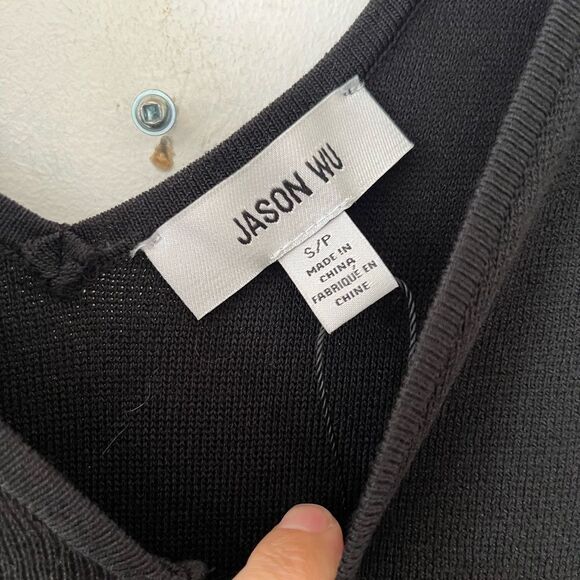 JASON WU
S/P
MADE IN
CHINA
FABRIQUÉ EN
CHINE